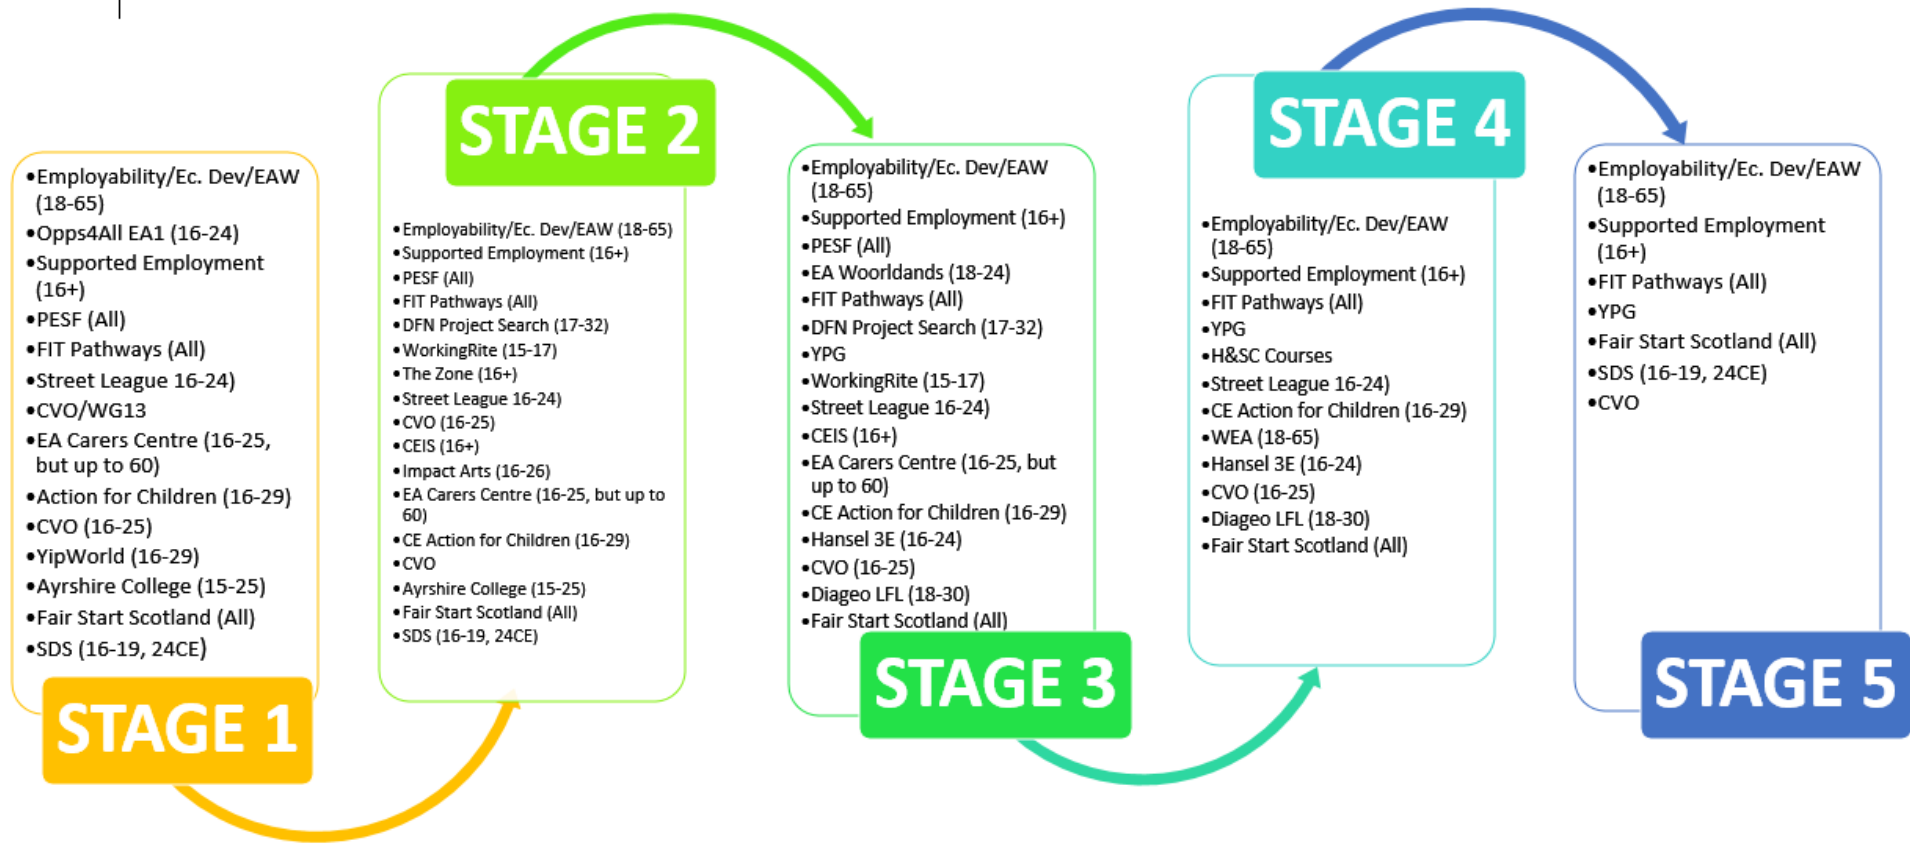 •Employability/Ec. Dev/EAW
(18-65)
•Opps4All EA1 (16-24)
•Supported Employment
(16+)
•PESF (All)
•FIT Pathways (All)
•Street League 16-24)
•CVO/WG13
•EA Carers Centre (16-25,
but up to 60)
•Action for Children (16-29)
•CVO (16-25)
•YipWorld (16-29)
•Ayrshire College (15-25)
•Fair Start Scotland (All)
•SDS (16-19, 24CE)
STAGE 1
STAGE 2
•Employability/Ec. Dev/EAW (18-65)
•Supported Employment (16+)
•PESF (All)
•FIT Pathways (All)
•DFN Project Search (17-32)
•WorkingRite (15-17)
•The Zone (16+)
•Street League 16-24)
•CVO (16-25)
•CEIS (16+)
•Impact Arts (16-26)
•EA Carers Centre (16-25, but up to
60)
•CE Action for Children (16-29)
•CVO
•Ayrshire College (15-25)
•Fair Start Scotland (All)
•SDS (16-19, 24CE)
•Employability/Ec. Dev/EAW
(18-65)
•Supported Employment (16+)
•PESF (All)
•EA Woorldands (18-24)
•FIT Pathways (All)
•DFN Project Search (17-32)
•YPG
•WorkingRite (15-17)
•Street League 16-24)
•CEIS (16+)
•EA Carers Centre (16-25, but
up to 60)
•CE Action for Children (16-29)
•Hansel 3E (16-24)
•CVO (16-25)
•Diageo LFL (18-30)
•Fair Start Scotland (All)
STAGE 3
STAGE 4
•Employability/Ec. Dev/EAW
(18-65)
•Supported Employment (16+)
•FIT Pathways (All)
•YPG
•H&SC Courses
•Street League 16-24)
•CE Action for Children (16-29)
•WEA (18-65)
•Hansel 3E (16-24)
•CVO (16-25)
•Diageo LFL (18-30)
•Fair Start Scotland (All)
•Employability/Ec. Dev/EAW
(18-65)
•Supported Employment
(16+)
•FIT Pathways (All)
•YPG
•Fair Start Scotland (All)
•SDS (16-19, 24CE)
•CVO
STAGE 5